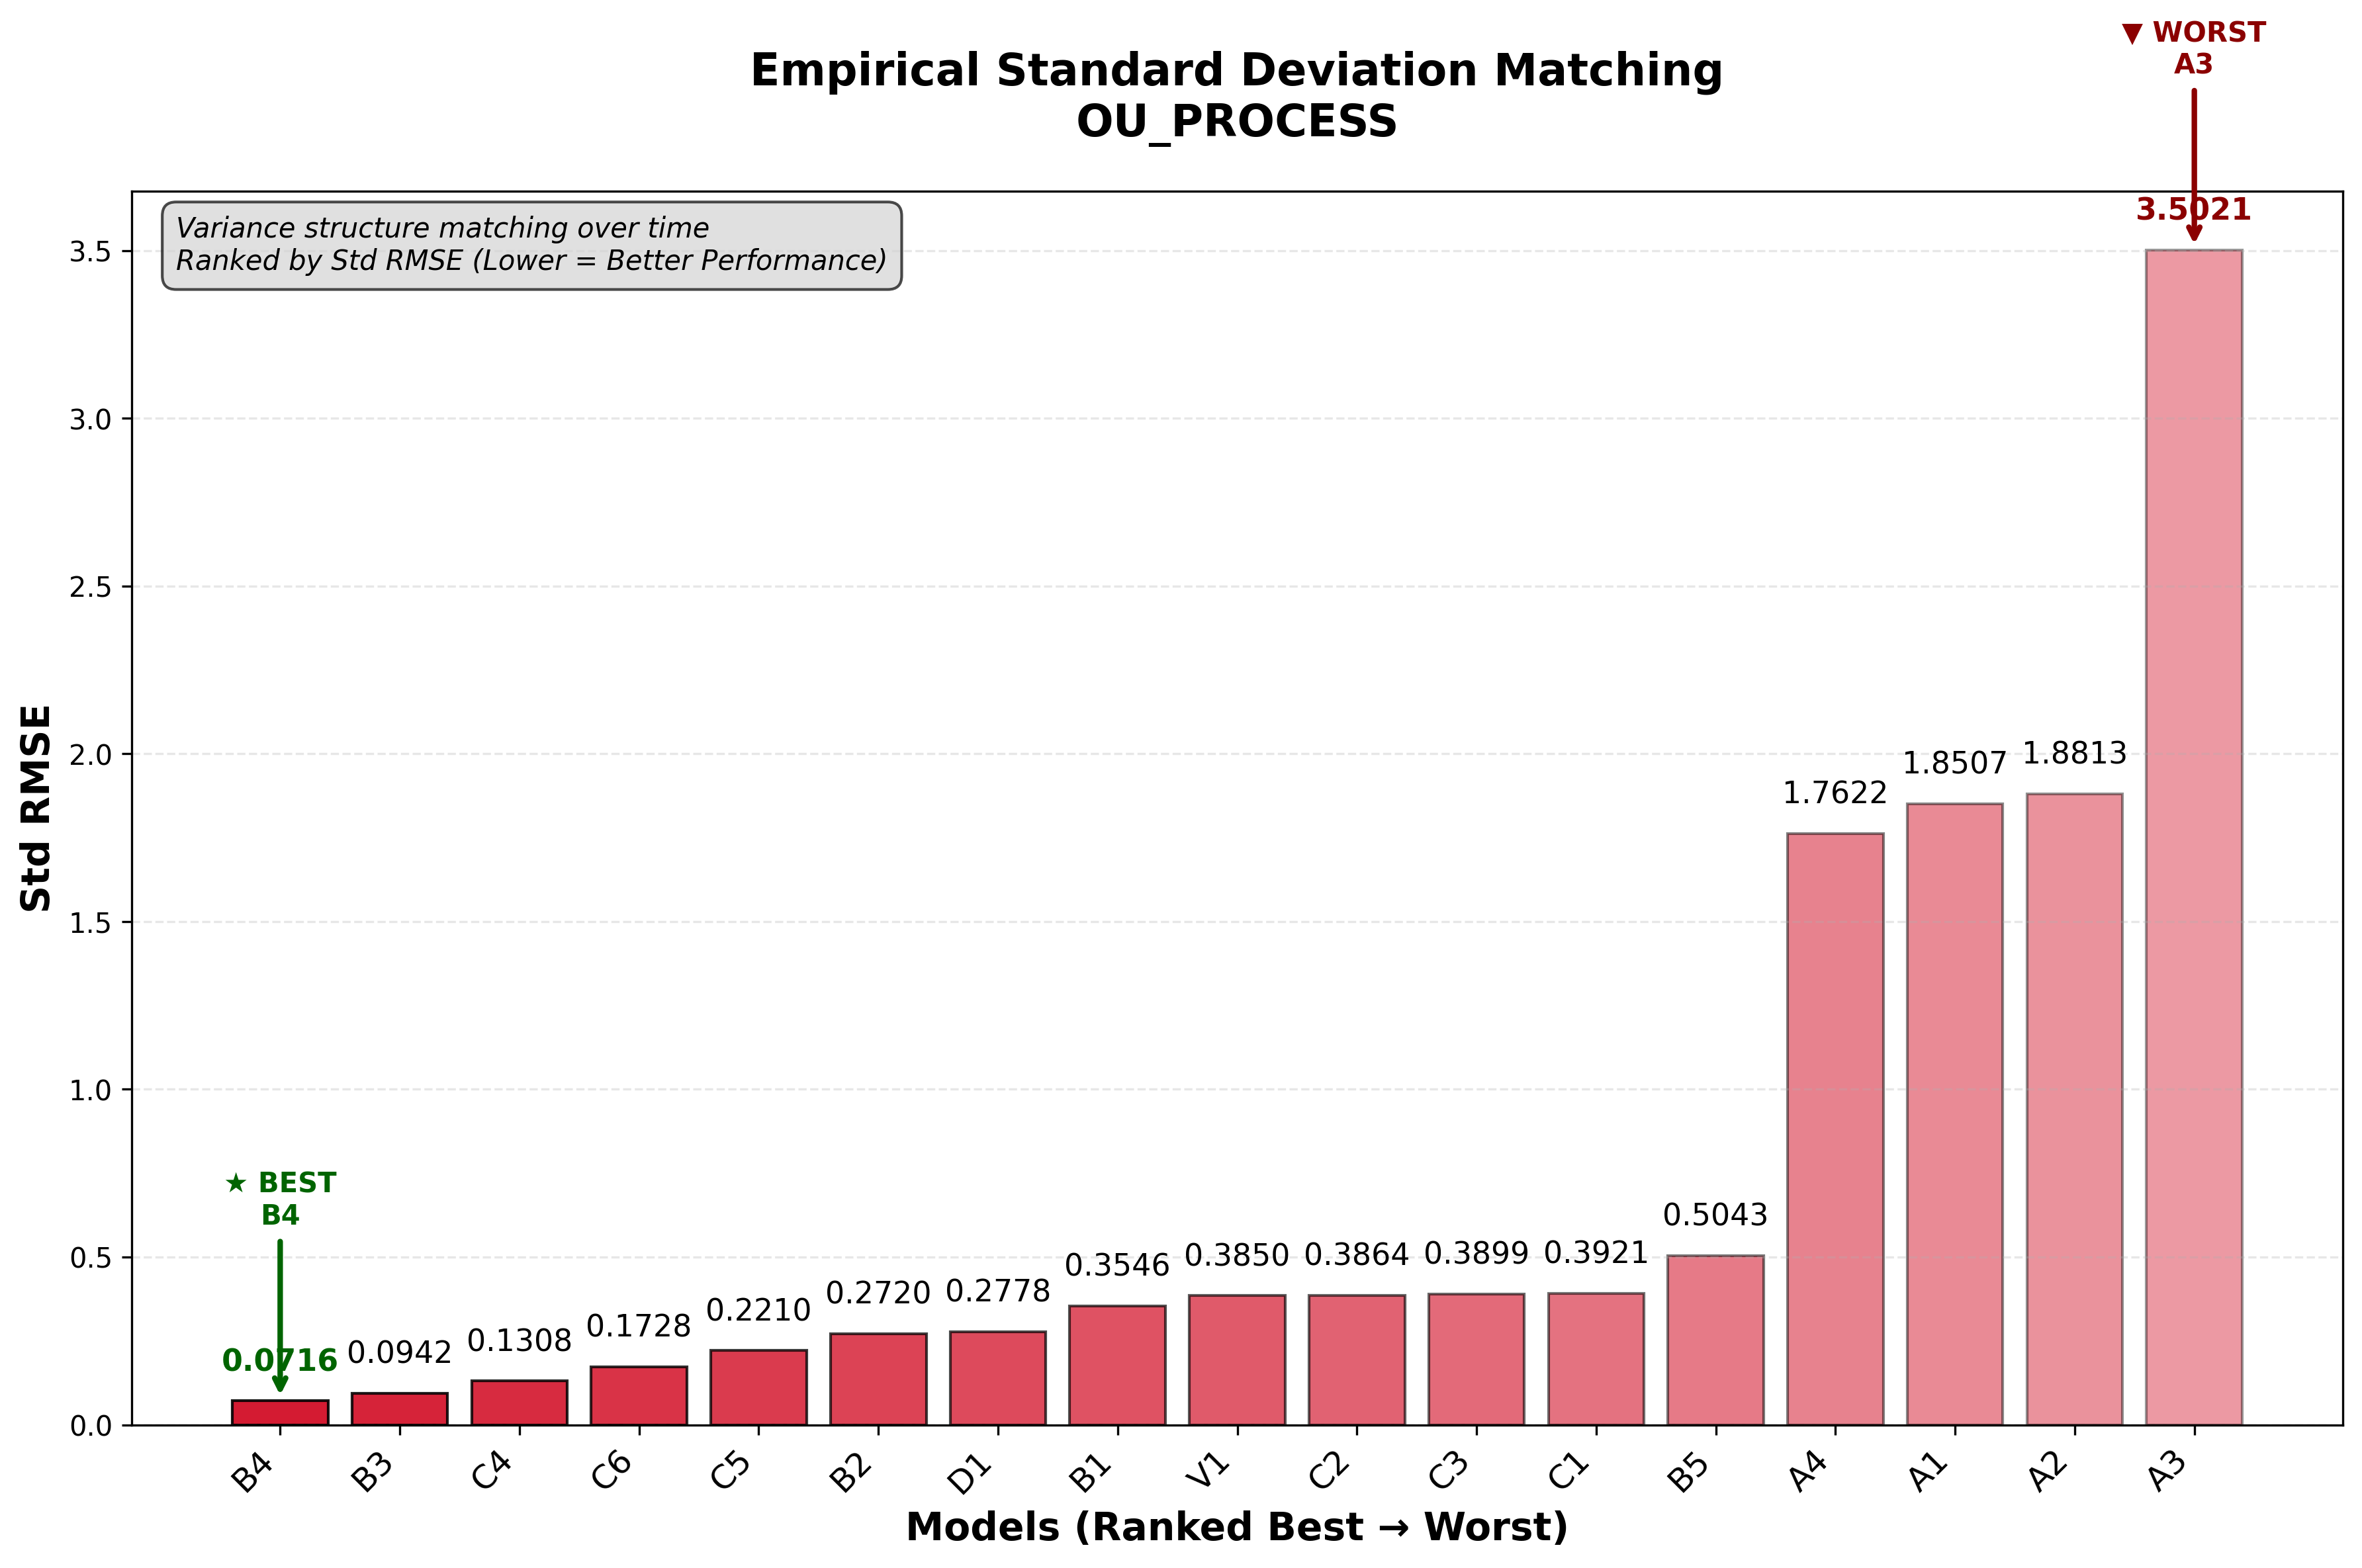 ▼ WORST
A3
Empirical Standard Deviation Matching
OU_PROCESS
Variance structure matching over time
Ranked by Std RMSE (Lower = Better Performance)
3.5021
3.5
3.0
2.5
2.0
1.5
1.0
0.5
0.0
Std RMSE
★ BEST
B4
0.0716
0.0942
0.1308
0.1728
0.2210
0.2720
0.2778
0.3546
0.3850
0.3864
0.3899
0.3921
0.5043
1.7622
1.8507
1.8813
B4
B3
C4
C6
C5
B2
D1
B1
V1
C2
C3
C1
B5
A4
A1
A2
A3
Models (Ranked Best → Worst)